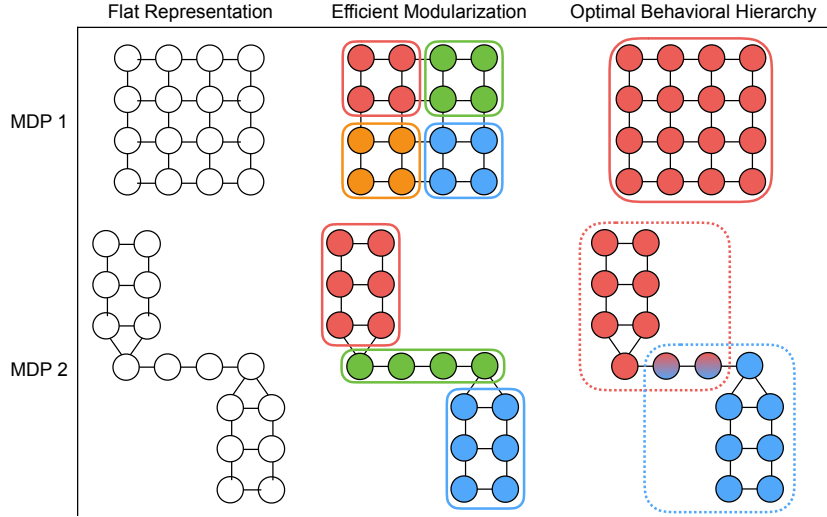 Flat Representation
Efficient Modularization
Optimal Behavioral Hierarchy
MDP 1
MDP 2